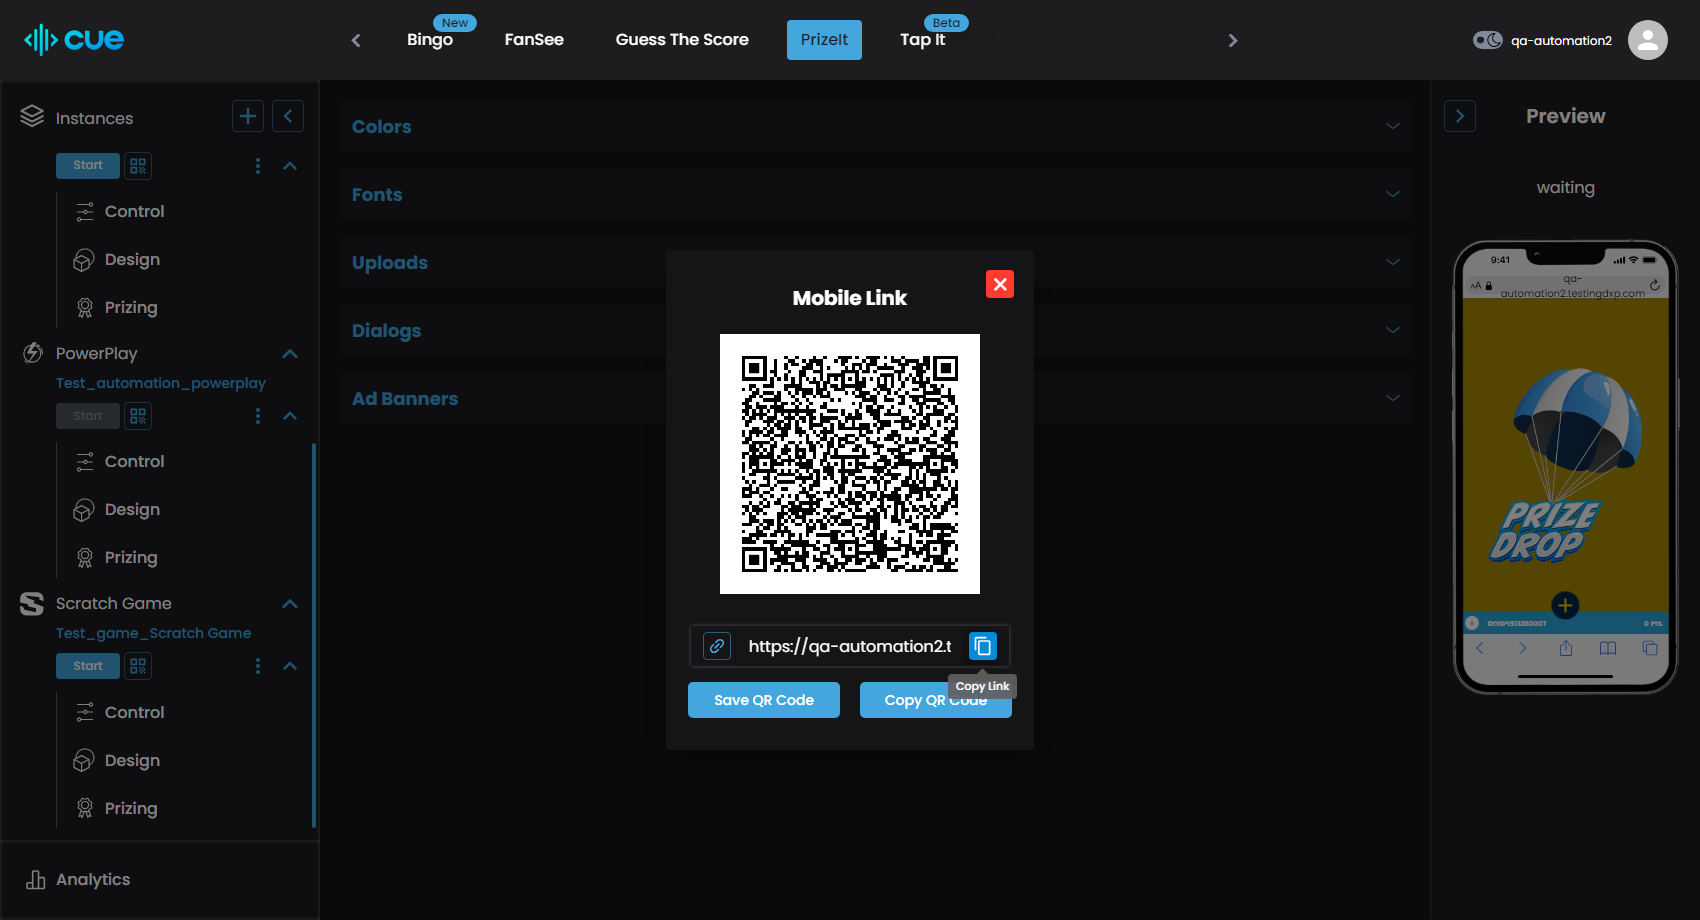 cue
Bingo
New
FanSee
Guess The Score
PrizeIt
Tap It
Beta
qa-automation2
Instances
Start
Control
Design
Prizing
PowerPlay
Test_automation_powerplay
Start
Control
Design
Prizing
Scratch Game
Test_game_Scratch Game
Start
Control
Design
Prizing
Analytics
Colors
Fonts
Uploads
Dialogs
Ad Banners
Mobile Link
https://qa-automation2.t
Copy Link
Save QR Code
Copy QR Code
Preview
waiting
9:41
AA
qa-
automation2.testingdxp.com
PRIZE
DROP
0 PTS.